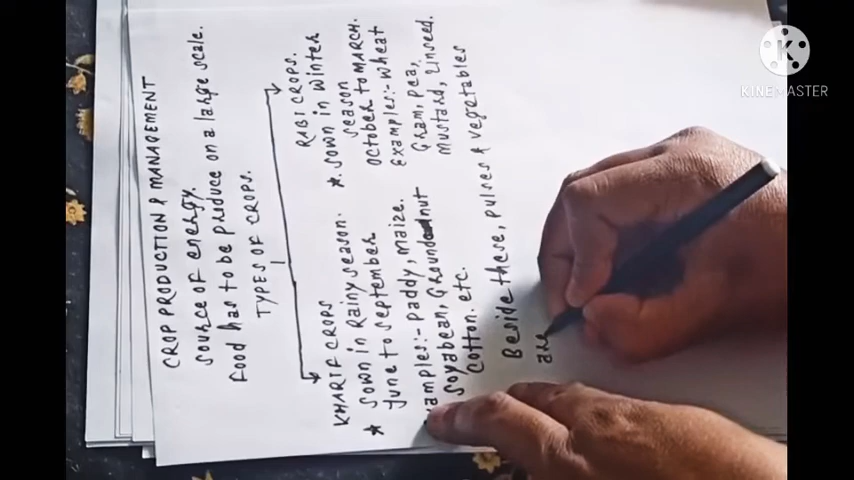 CROP PRODUCTION & MANAGEMENT
source of energy.
Food has to be produce on a large scale.
TYPES OF CROPS.
KHARIF CROPS
* sown in Rainy season.
June to September
Examples:- paddy, maize.
soyabean, Groundnut
cotton. etc.
RABI CROPS.
*. sown in winter
season
October to MARCH.
Examples:- wheat
Gram, pea,
mustard, Linseed.
Beside these, pulses & vegetables
are
KINEMASTER